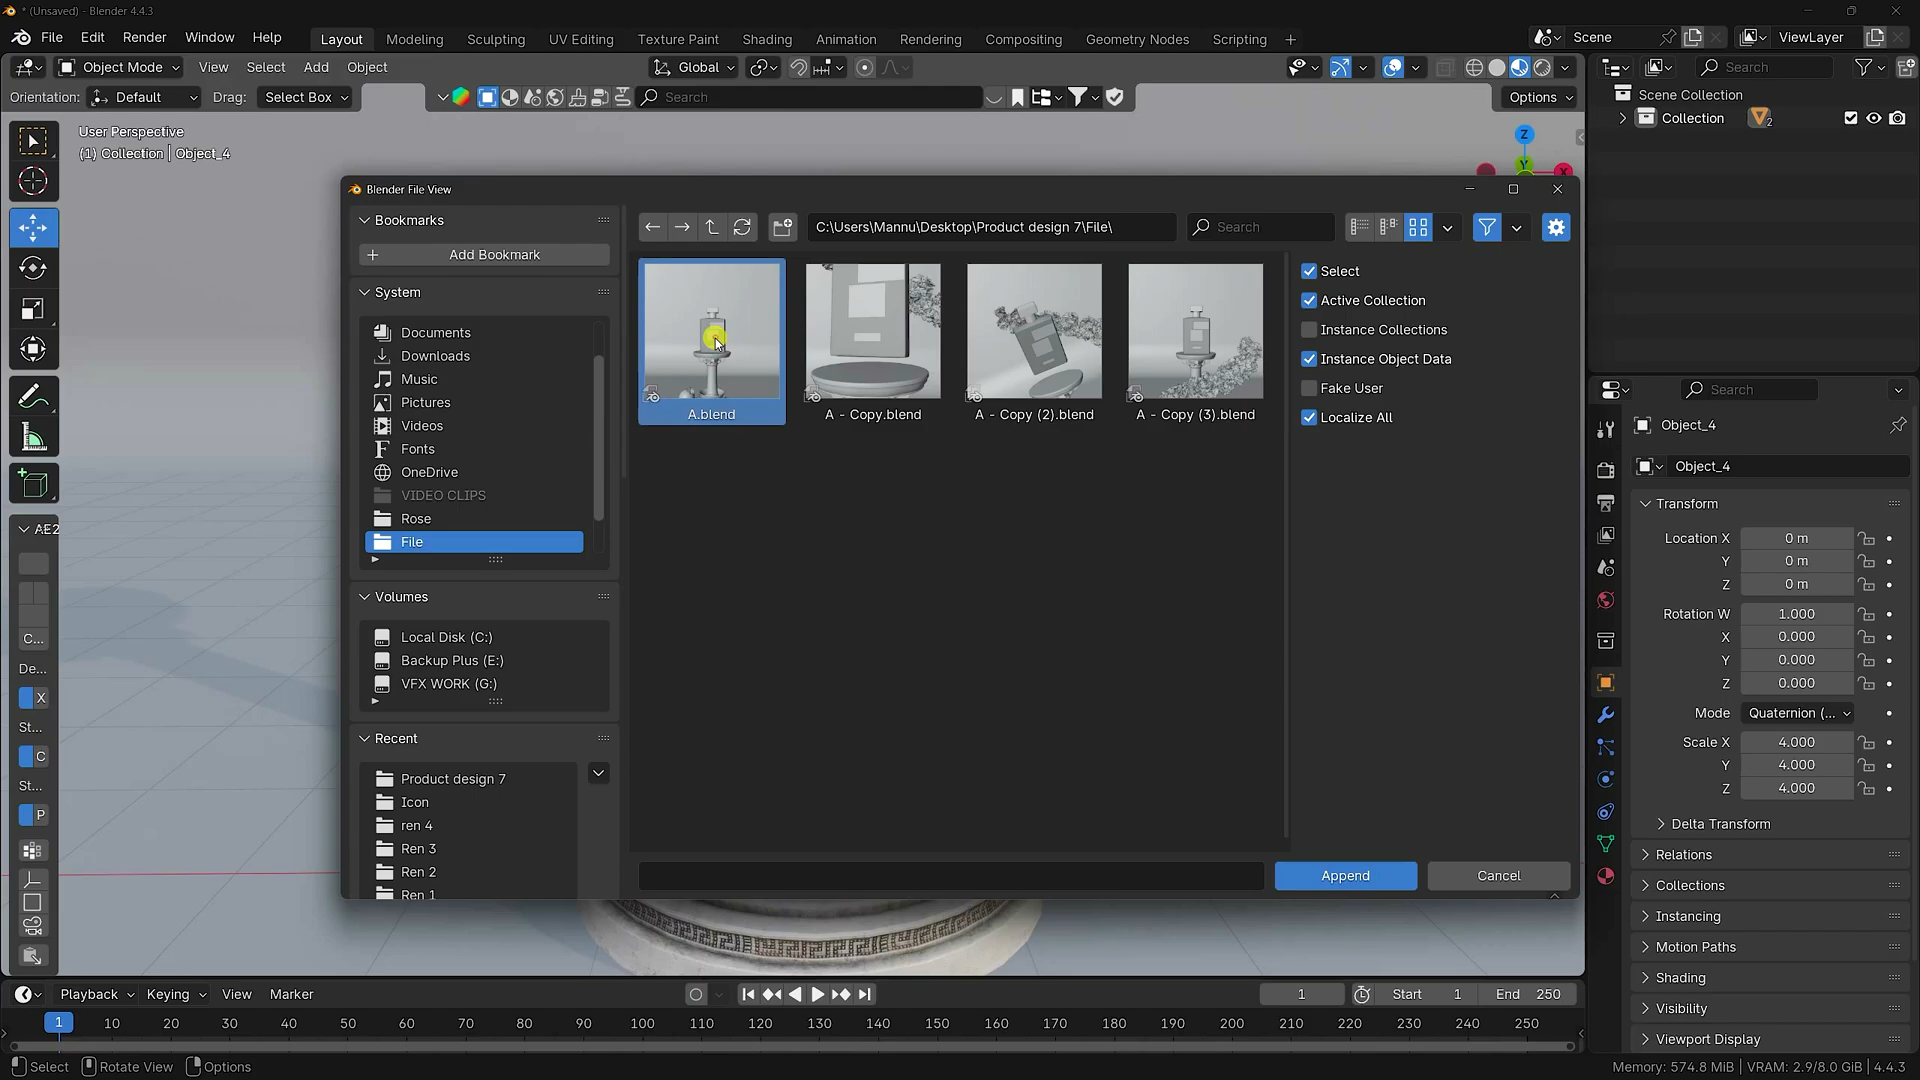 * (Unsaved) - Blender 4.4.3
File Edit Render Window Help
Layout Modeling Sculpting UV Editing Texture Paint Shading Animation Rendering Compositing Geometry Nodes Scripting
Scene
ViewLayer
Object Mode View Select Add Object
Global
Search
Orientation: Default Drag: Select Box
Search
Options
Scene Collection
Collection 2
User Perspective
(1) Collection | Object_4
Z
Y
X
Blender File View
Bookmarks
Add Bookmark
System
Documents
Downloads
Music
Pictures
Videos
Fonts
OneDrive
VIDEO CLIPS
Rose
File
Volumes
Local Disk (C:)
Backup Plus (E:)
VFX WORK (G:)
Recent
Product design 7
Icon
ren 4
Ren 3
Ren 2
Ren 1
C:\Users\Mannu\Desktop\Product design 7\File\
Search
A.blend
A - Copy.blend
A - Copy (2).blend
A - Copy (3).blend
Select
Active Collection
Instance Collections
Instance Object Data
Fake User
Localize All
Append
Cancel
AE2
C...
De...
X
St...
C
St...
P
Search
Object_4
Object_4
Transform
Location X 0 m
Y 0 m
Z 0 m
Rotation W 1.000
X 0.000
Y 0.000
Z 0.000
Mode Quaternion (...
Scale X 4.000
Y 4.000
Z 4.000
Delta Transform
Relations
Collections
Instancing
Motion Paths
Shading
Visibility
Viewport Display
Playback Keying View Marker
1
Start 1
End 250
1 10 20 30 40 50 60 70 80 90 100 110 120 130 140 150 160 170 180 190 200 210 220 230 240 250
Select Rotate View Options
Memory: 574.8 MiB | VRAM: 2.9/8.0 GiB | 4.4.3